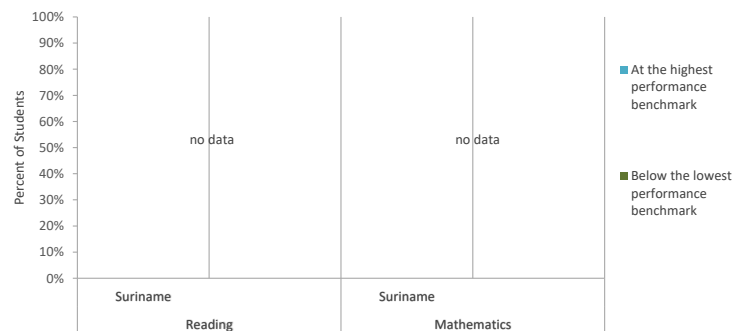 Percent of Students
100%
90%
80%
70%
60%
50%
40%
30%
20%
10%
0%
no data
no data
Suriname
Suriname
Reading
Mathematics
At the highest
performance
benchmark
Below the lowest
performance
benchmark